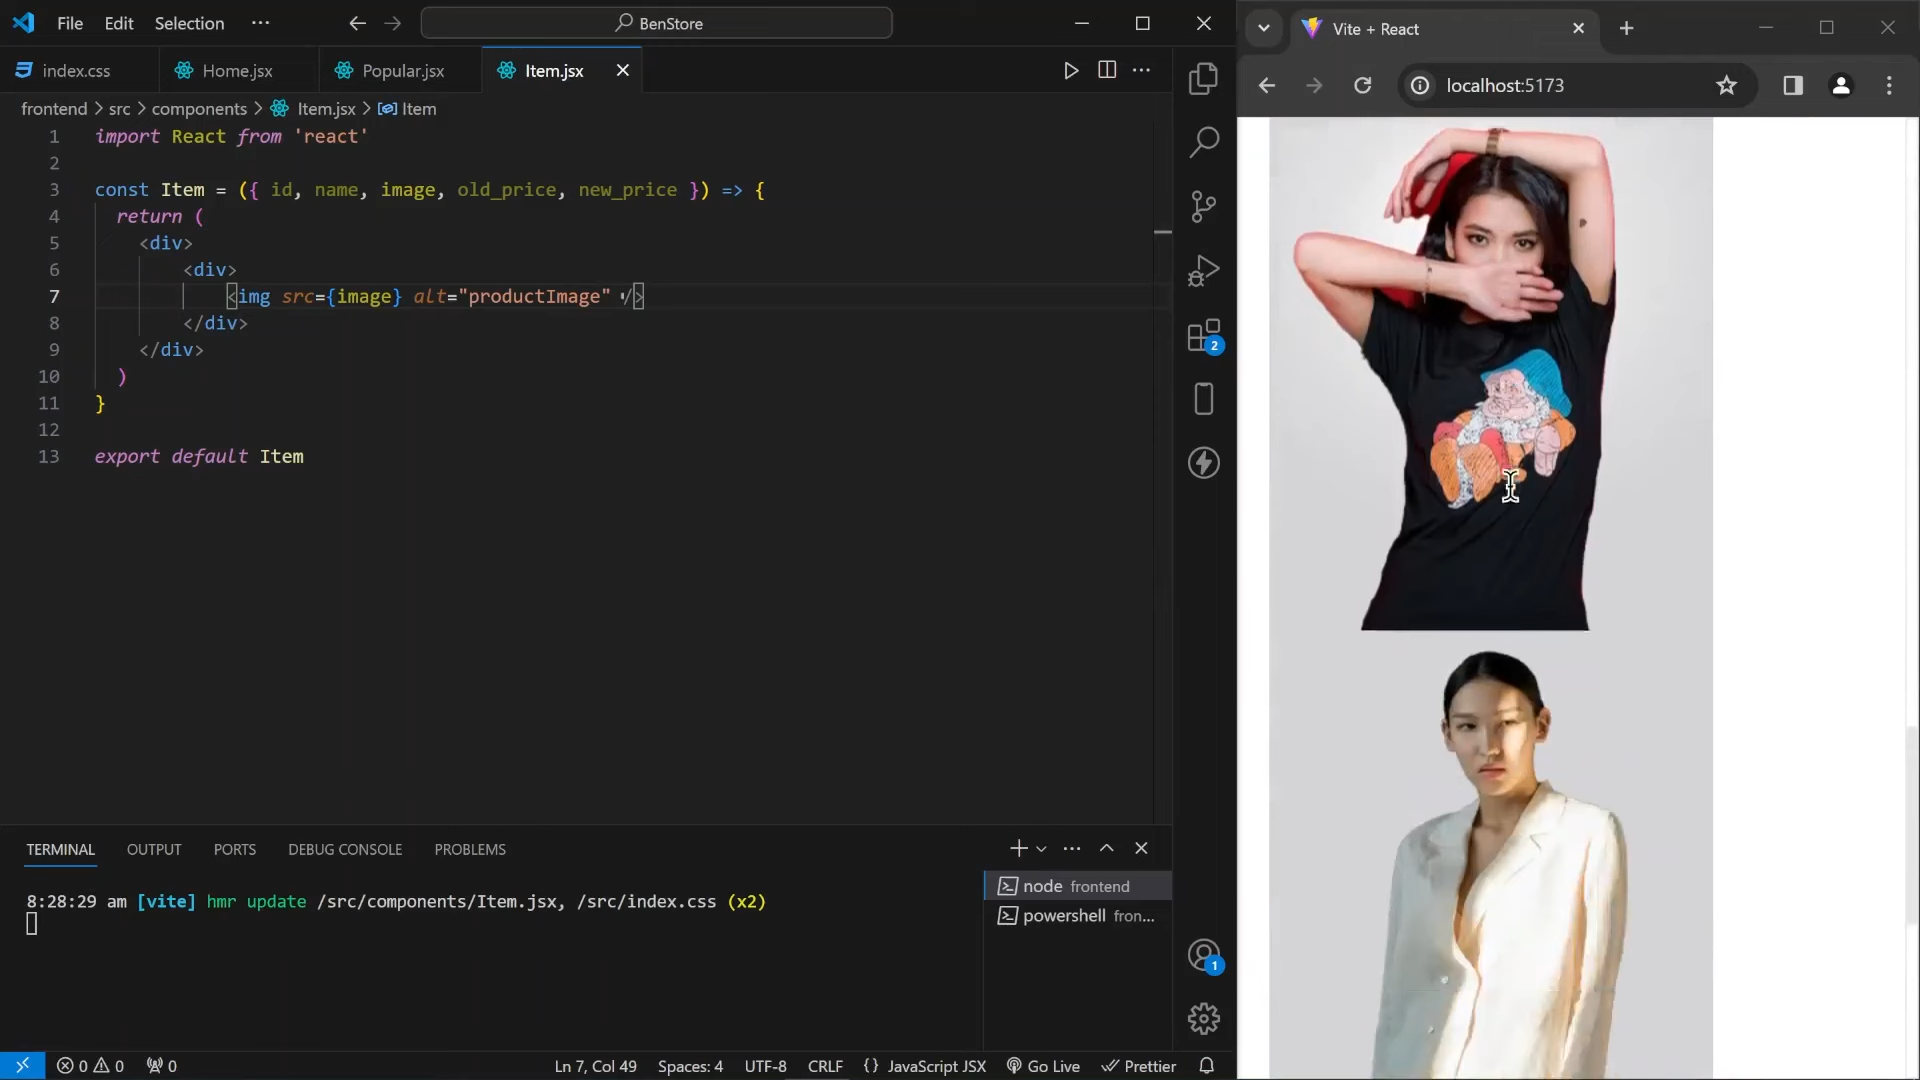 File Edit Selection ··· BenStore
index.css Home.jsx Popular.jsx Item.jsx
frontend > src > components > Item.jsx > Item
1 import React from 'react'
2
3 const Item = ({ id, name, image, old_price, new_price }) => {
4 return (
5 <div>
6 <div>
7 <img src={image} alt="productImage" />
8 </div>
9 </div>
10 )
11 }
12
13 export default Item
TERMINAL OUTPUT PORTS DEBUG CONSOLE PROBLEMS
8:28:29 am [vite] hmr update /src/components/Item.jsx, /src/index.css (x2)
node frontend
powershell fron...
2
1
0 0 0 Ln 7, Col 49 Spaces: 4 UTF-8 CRLF {} JavaScript JSX Go Live Prettier
Vite + React
localhost:5173